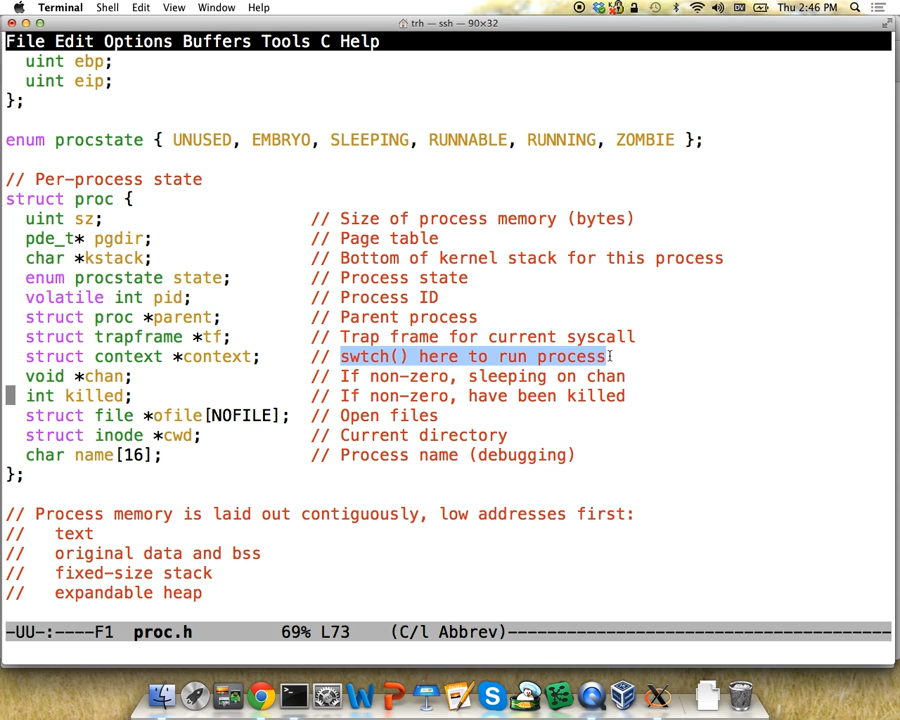 Terminal Shell Edit View Window Help Thu 2:46 PM
trh — ssh — 90×32
File Edit Options Buffers Tools C Help
uint ebp;
uint eip;
};
enum procstate { UNUSED, EMBRYO, SLEEPING, RUNNABLE, RUNNING, ZOMBIE };
// Per-process state
struct proc {
uint sz; // Size of process memory (bytes)
pde_t* pgdir; // Page table
char *kstack; // Bottom of kernel stack for this process
enum procstate state; // Process state
volatile int pid; // Process ID
struct proc *parent; // Parent process
struct trapframe *tf; // Trap frame for current syscall
struct context *context; // swtch() here to run process
void *chan; // If non-zero, sleeping on chan
int killed; // If non-zero, have been killed
struct file *ofile[NOFILE]; // Open files
struct inode *cwd; // Current directory
char name[16]; // Process name (debugging)
};
// Process memory is laid out contiguously, low addresses first:
// text
// original data and bss
// fixed-size stack
// expandable heap
-UU-:----F1 proc.h 69% L73 (C/l Abbrev)---------------------------------------